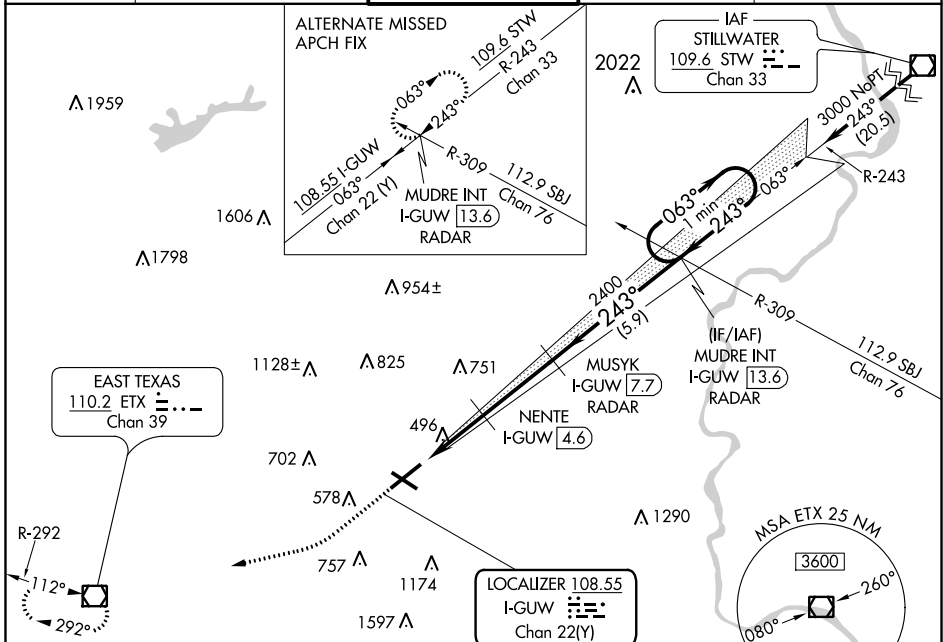 ALTERNATE MISSED
APCH FIX
109.6 STW
R-243
Chan 33
063°
243°
108.55 I-GUW
063°
Chan 22 (Y)
R-309
112.9 SBJ
Chan 76
MUDRE INT
I-GUW 13.6
RADAR
IAF
STILLWATER
109.6 STW
Chan 33
2022
1959
3000 NoPT
243°
(20.5)
R-243
063°
063°
1 min
243°
1606
1798
954±
2400
243°
(5.9)
R-309
112.9 SBJ
Chan 76
(IF/IAF)
MUDRE INT
I-GUW 13.6
RADAR
1128±
825
751
MUSYK
I-GUW 7.7
RADAR
NENTE
I-GUW 4.6
EAST TEXAS
110.2 ETX
Chan 39
496
702
578
1290
R-292
112°
292°
757
1174
1597
LOCALIZER 108.55
I-GUW
Chan 22(Y)
MSA ETX 25 NM
3600
260°
080°